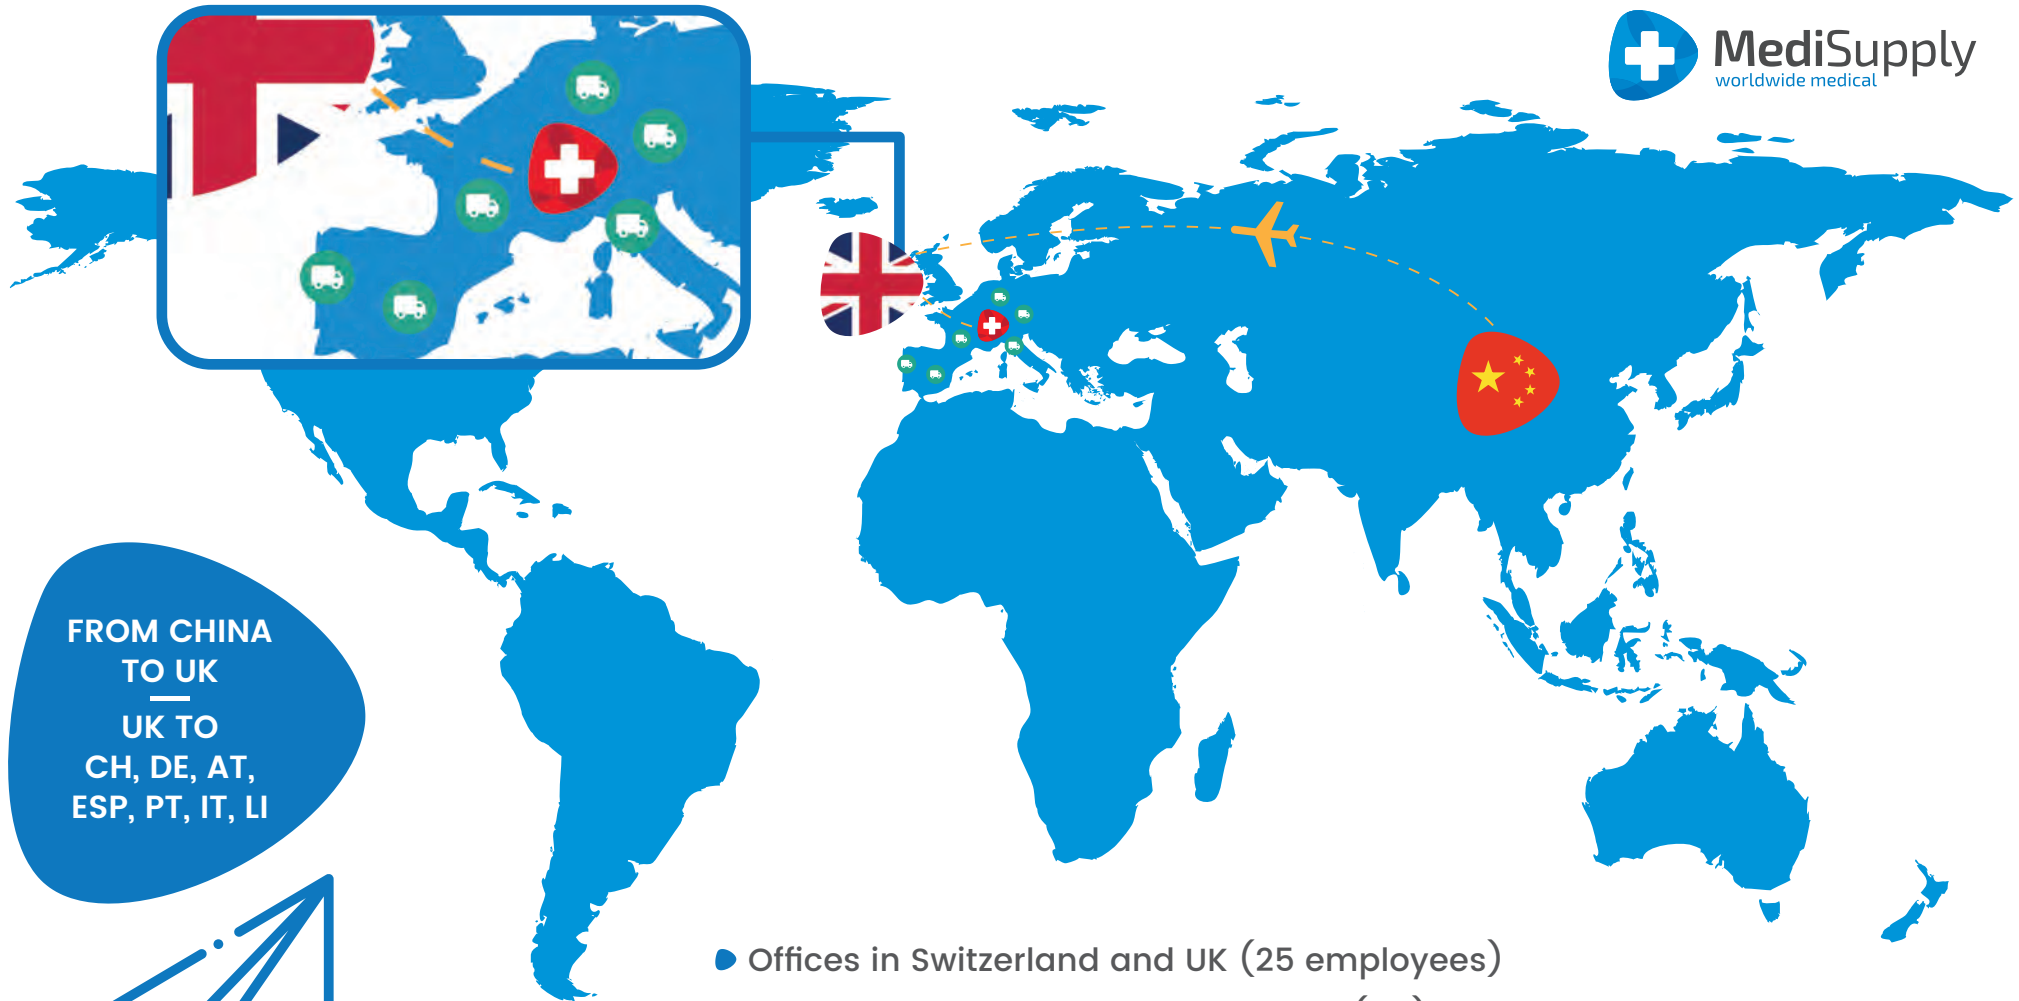 MediSupply
worldwide medical
FROM CHINA
TO UK
UK TO
CH, DE, AT,
ESP, PT, IT, LI
Offices in Switzerland and UK (25 employees)